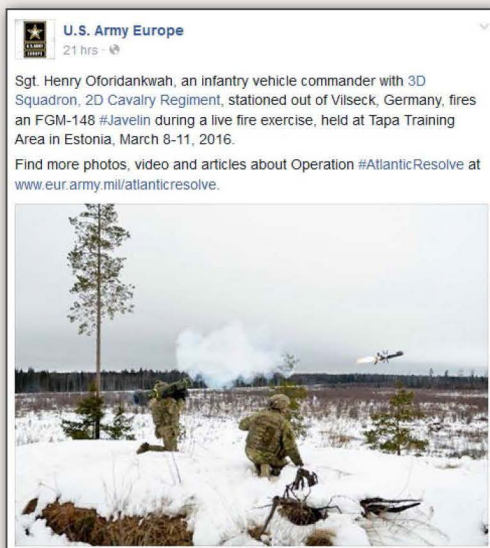 U.S. Army Europe
21 hrs ·
Sgt. Henry Oforidankwah, an infantry vehicle commander with 3D
Squadron, 2D Cavalry Regiment, stationed out of Vilseck, Germany, fires
an FGM-148 #Javelin during a live fire exercise, held at Tapa Training
Area in Estonia, March 8-11, 2016.
Find more photos, video and articles about Operation #AtlanticResolve at
www.eur.army.mil/atlanticresolve.